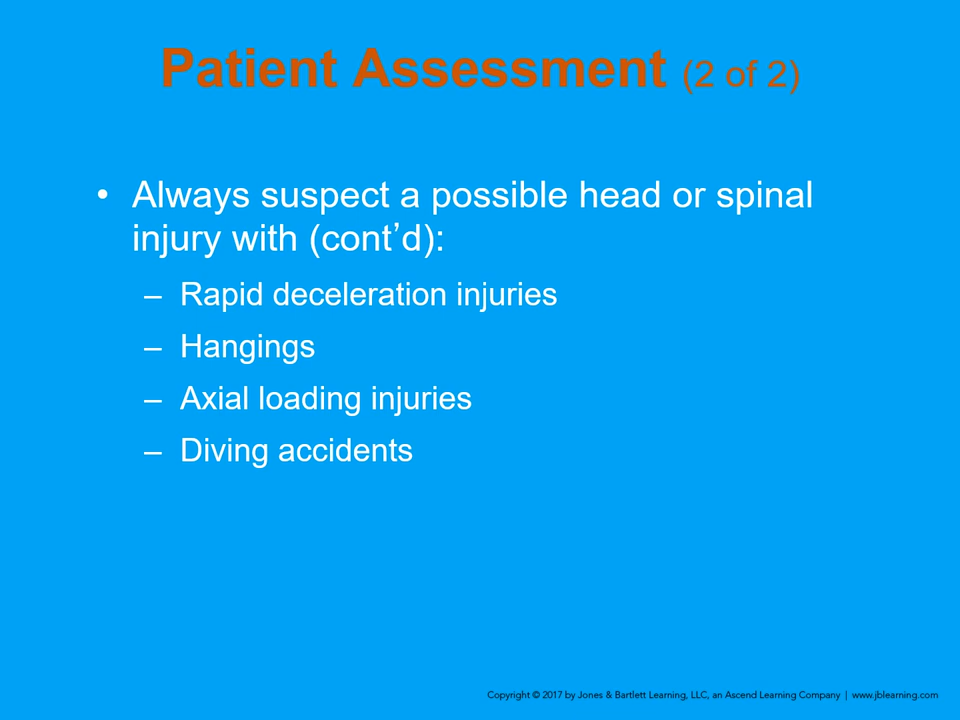 Patient Assessment (2 of 2)
• Always suspect a possible head or spinal
injury with (cont’d):
– Rapid deceleration injuries
– Hangings
– Axial loading injuries
– Diving accidents
Copyright © 2017 by Jones & Bartlett Learning, LLC, an Ascend Learning Company | www.jblearning.com